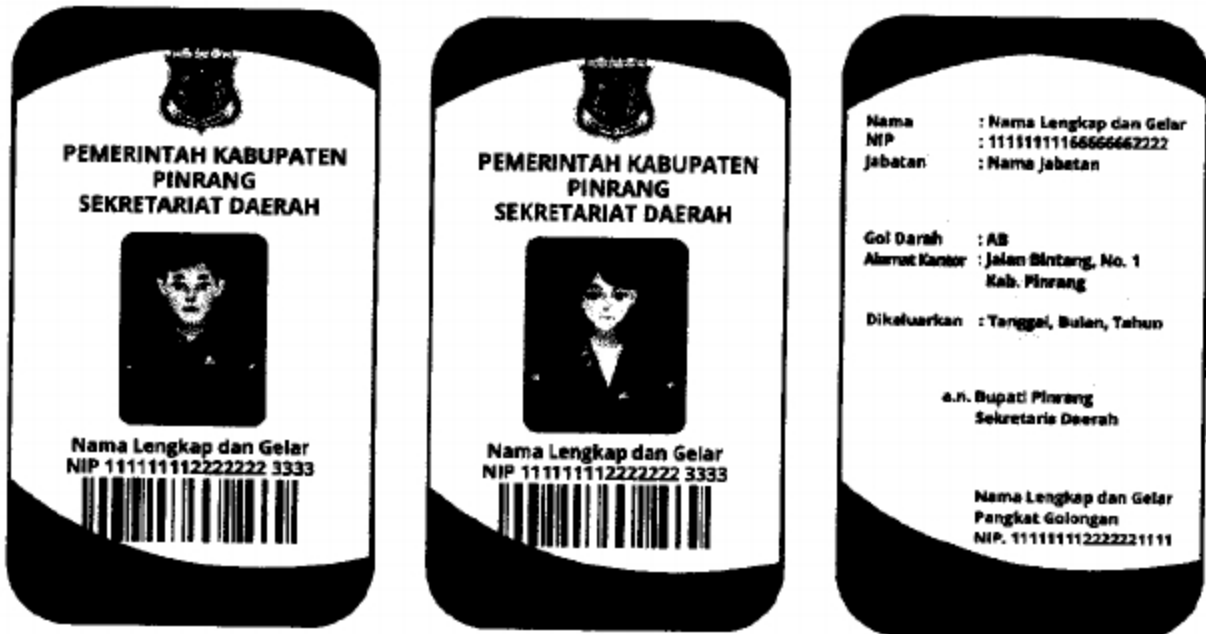 PEMERINTAH KABUPATEN
PINRANG
SEKRETARIAT DAERAH
Nama Lengkap dan Gelar
NIP 111111112222222 3333
PEMERINTAH KABUPATEN
PINRANG
SEKRETARIAT DAERAH
Nama Lengkap dan Gelar
NIP 111111112222222 3333
Nama : Nama Lengkap dan Gelar
NIP : 11111111166666662222
Jabatan : Nama Jabatan
Gol Darah : AB
Alamat Kantor : Jalan Bintang, No. 1
Kab. Pinrang
Dikeluarkan : Tanggal, Bulan, Tahun
a.n. Bupati Pinrang
Sekretaris Daerah
Nama Lengkap dan Gelar
Pangkat Golongan
NIP. 111111112222221111